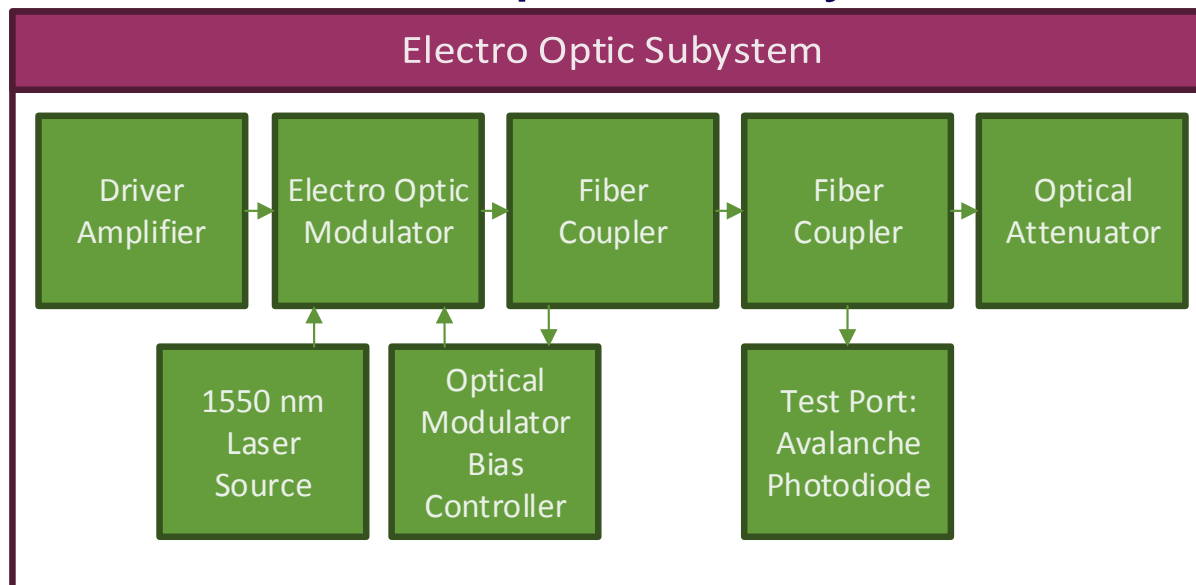 Electro Optic Subystem
Driver
Amplifier
Electro Optic
Modulator
Fiber
Coupler
Fiber
Coupler
Optical
Attenuator
1550 nm
Laser
Source
Optical
Modulator
Bias
Controller
Test Port:
Avalanche
Photodiode